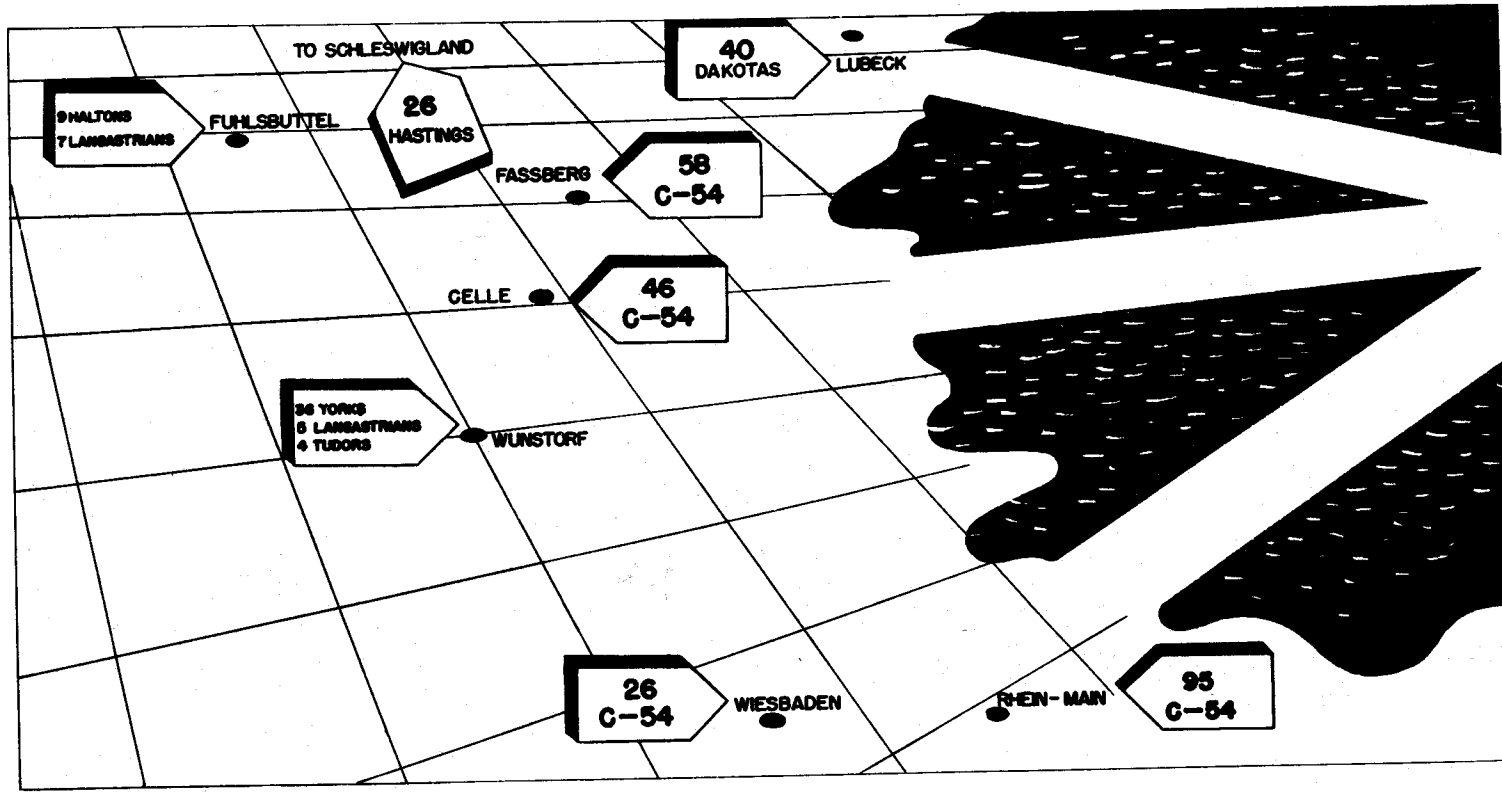 TO SCHLESWIGLAND
40
DAKOTAS
LUBECK
9 HALTONS
7 LANCASTRIANS
FUHLSBUTTEL
26
HASTINGS
FASSBERG
58
C-54
CELLE
46
C-54
36 YORKS
5 LANCASTRIANS
4 TUDORS
WUNSTORF
26
C-54
WIESBADEN
RHEIN-MAIN
95
C-54